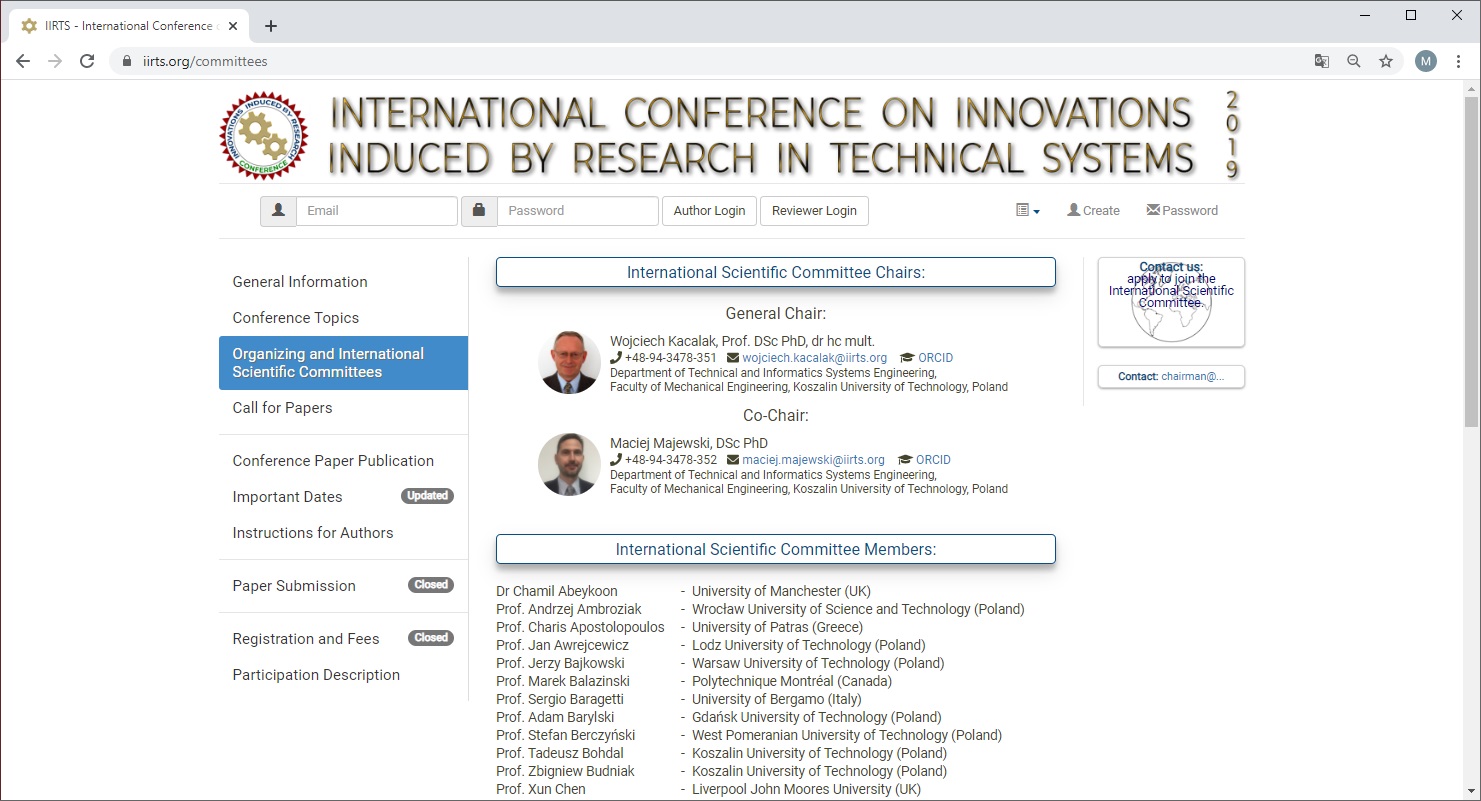 IIRTS - International Conference o
iirts.org/committees
M
INNOVATIONS INDUCED BY RESEARCH
CONFERENCE
INTERNATIONAL CONFERENCE ON INNOVATIONS
INDUCED BY RESEARCH IN TECHNICAL SYSTEMS
2019
Email
Password
Author Login
Reviewer Login
Create
Password
General Information
Conference Topics
Organizing and International
Scientific Committees
Call for Papers
Conference Paper Publication
Important Dates Updated
Instructions for Authors
Paper Submission Closed
Registration and Fees Closed
Participation Description
International Scientific Committee Chairs:
General Chair:
Wojciech Kacalak, Prof. DSc PhD, dr hc mult.
+48-94-3478-351 wojciech.kacalak@iirts.org ORCID
Department of Technical and Informatics Systems Engineering,
Faculty of Mechanical Engineering, Koszalin University of Technology, Poland
Co-Chair:
Maciej Majewski, DSc PhD
+48-94-3478-352 maciej.majewski@iirts.org ORCID
Department of Technical and Informatics Systems Engineering,
Faculty of Mechanical Engineering, Koszalin University of Technology, Poland
International Scientific Committee Members:
Dr Chamil Abeykoon - University of Manchester (UK)
Prof. Andrzej Ambroziak - Wrocław University of Science and Technology (Poland)
Prof. Charis Apostolopoulos - University of Patras (Greece)
Prof. Jan Awrejcewicz - Lodz University of Technology (Poland)
Prof. Jerzy Bajkowski - Warsaw University of Technology (Poland)
Prof. Marek Balazinski - Polytechnique Montréal (Canada)
Prof. Sergio Baragetti - University of Bergamo (Italy)
Prof. Adam Barylski - Gdańsk University of Technology (Poland)
Prof. Stefan Berczyński - West Pomeranian University of Technology (Poland)
Prof. Tadeusz Bohdal - Koszalin University of Technology (Poland)
Prof. Zbigniew Budniak - Koszalin University of Technology (Poland)
Prof. Xun Chen - Liverpool John Moores University (UK)
Contact us:
apply to join the
International Scientific
Committee.
Contact: chairman@...